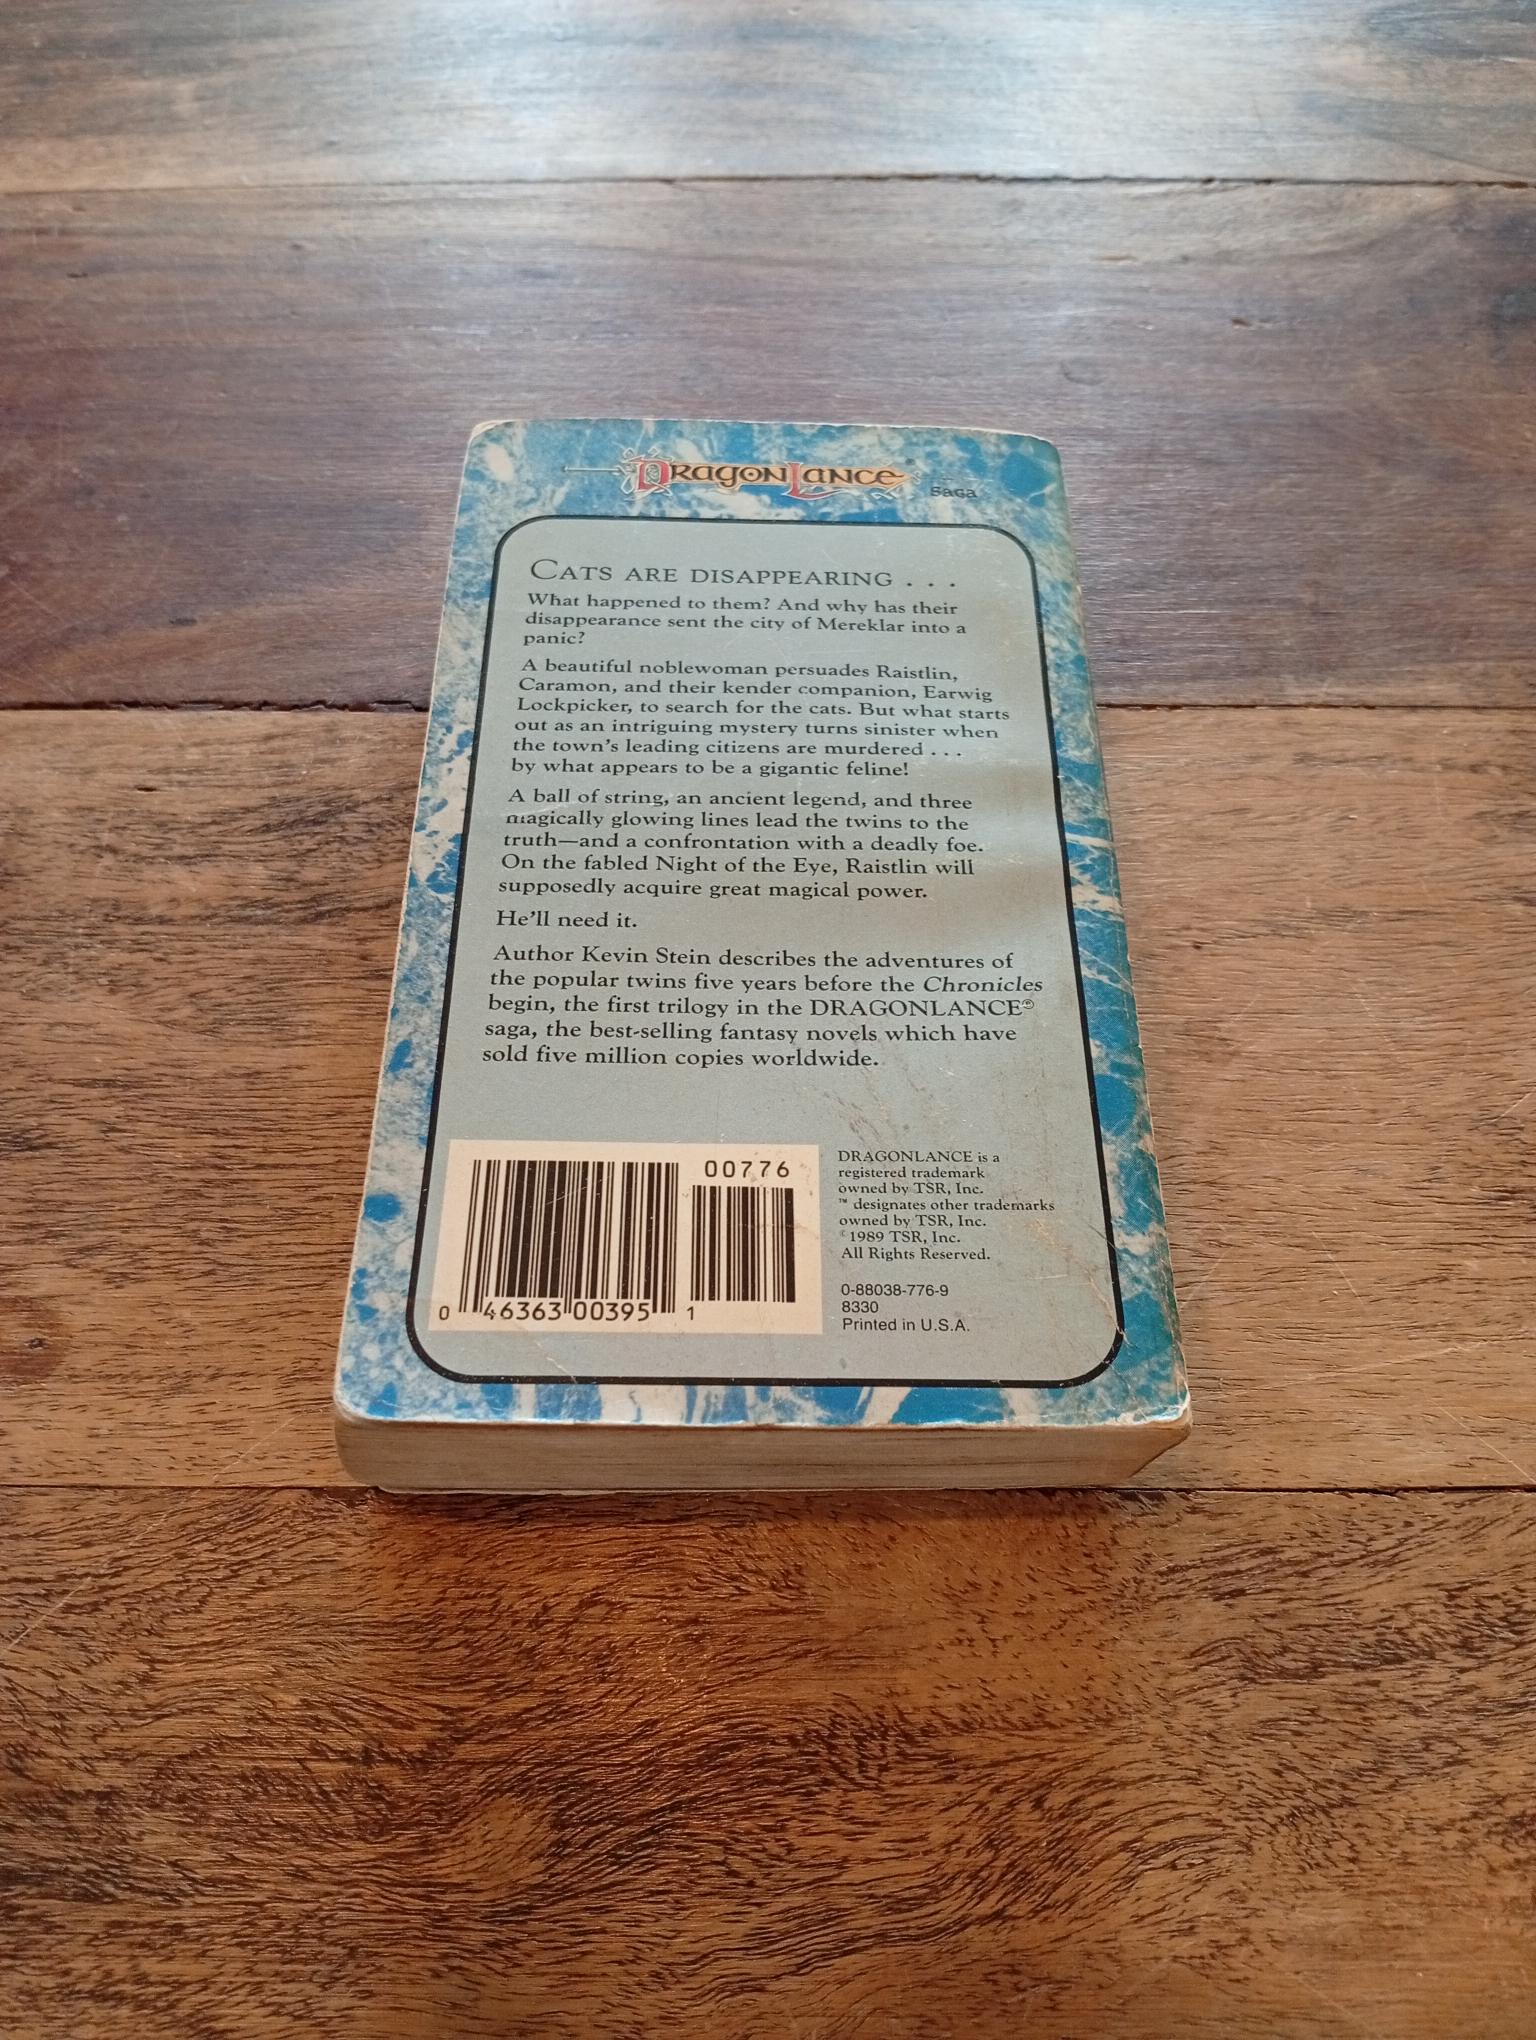 DRAGONLANCE®
Saga
CATS ARE DISAPPEARING . . .
What happened to them? And why has their
disappearance sent the city of Mereklar into a
panic?
A beautiful noblewoman persuades Raistlin,
Caramon, and their kender companion, Earwig
Lockpicker, to search for the cats. But what starts
out as an intriguing mystery turns sinister when
the town's leading citizens are murdered . . .
by what appears to be a gigantic feline!
A ball of string, an ancient legend, and three
magically glowing lines lead the twins to the
truth—and a confrontation with a deadly foe.
On the fabled Night of the Eye, Raistlin will
supposedly acquire great magical power.
He'll need it.
Author Kevin Stein describes the adventures of
the popular twins five years before the Chronicles
begin, the first trilogy in the DRAGONLANCE®
saga, the best-selling fantasy novels which have
sold five million copies worldwide.
00776
0 46363 00395 1
DRAGONLANCE is a
registered trademark
owned by TSR, Inc.
™ designates other trademarks
owned by TSR, Inc.
©1989 TSR, Inc.
All Rights Reserved.
0-88038-776-9
8330
Printed in U.S.A.